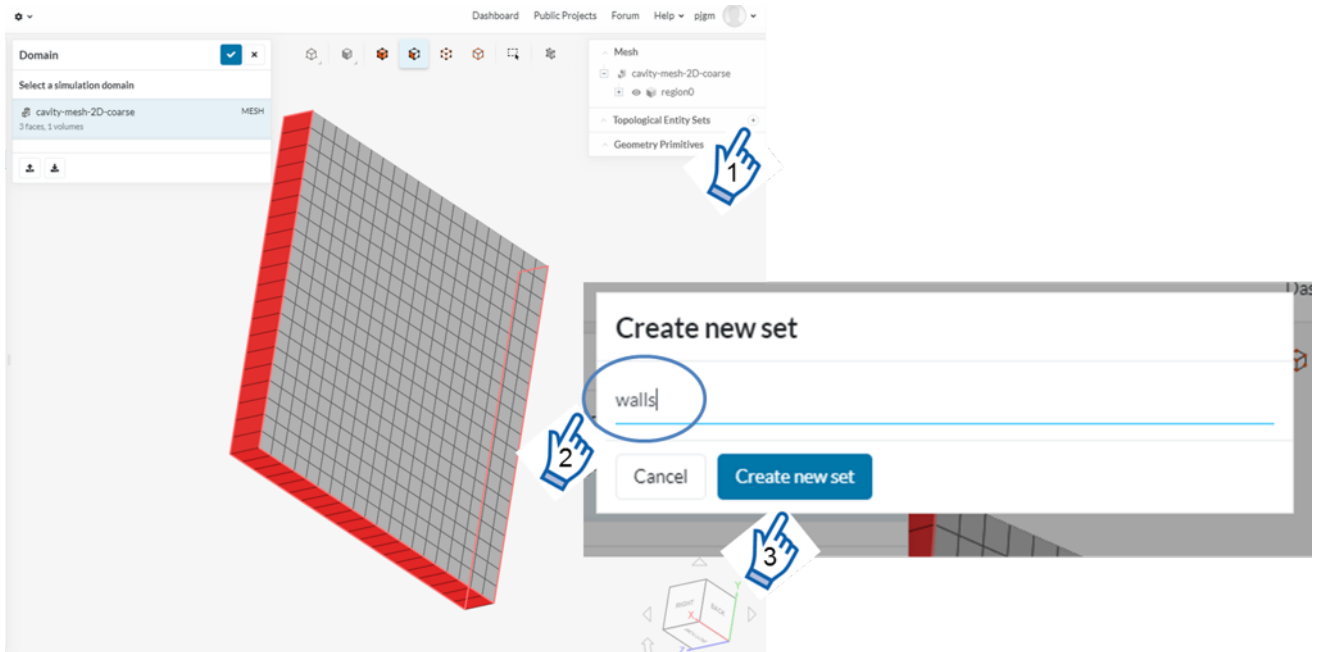 Dashboard Public Projects Forum Help pjgm
Domain
Select a simulation domain
cavity-mesh-2D-coarse MESH
3 faces, 1 volumes
Mesh
cavity-mesh-2D-coarse
region0
Topological Entity Sets
Geometry Primitives
1
Das
Create new set
walls
2
Cancel Create new set
3
RIGHT BACK
X Y Z